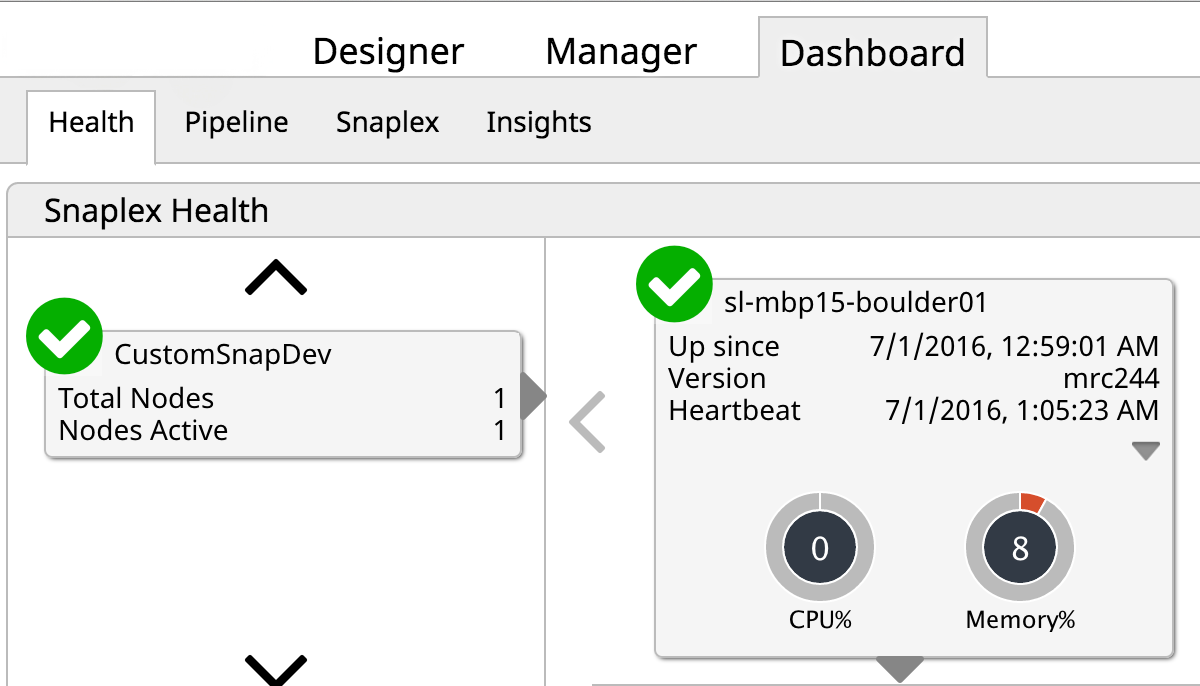 Designer Manager Dashboard
Health Pipeline Snaplex Insights
Snaplex Health
CustomSnapDev
Total Nodes 1
Nodes Active 1
sl-mbp15-boulder01
Up since 7/1/2016, 12:59:01 AM
Version mrc244
Heartbeat 7/1/2016, 1:05:23 AM
0 8
CPU% Memory%